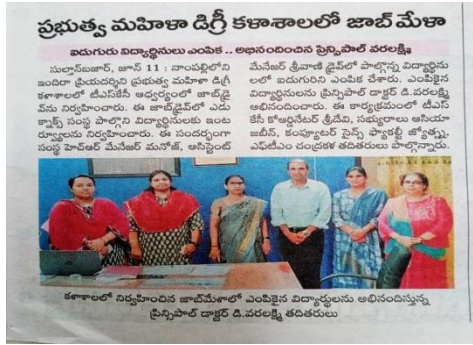 ప్రభుత్వ మహిళా డిగ్రీ కళాశాలలో జాబ్ మేళా
ఐదుగురు విద్యార్థినులు ఎంపిక .. అభినందించిన ప్రిన్సిపాల్ వరలక్ష్మి
సుల్తాన్‌బజార్, జూన్ 11 : నాంపల్లిలోని
ఇందిరా ప్రియదర్శిని ప్రభుత్వ మహిళా డిగ్రీ
కళాశాలలో టీఎస్‌కేసీ ఆధ్వర్యంలో జాబ్‌డ్రై
వ్‌ను నిర్వహించారు. ఈ జాబ్‌డ్రైవ్‌లో ఎడు
క్నాక్స్ సంస్థ పాల్గొని విద్యార్థినులకు ఇంట
ర్వ్యూలను నిర్వహించారు. ఈ సందర్భంగా
సంస్థ హెచ్ఆర్ మేనేజర్ మనోజ్, అసిస్టెంట్
మేనేజర్ శ్రీవాణి డ్రైవ్‌లో పాల్గొన్న విద్యార్థిను
లలో ఐదుగురిని ఎంపిక చేశారు. ఎంపికైన
విద్యార్థినులను ప్రిన్సిపాల్ డాక్టర్ డి.వరలక్ష్మి
అభినందించారు. ఈ కార్యక్రమంలో టీఎస్
కేసీ కోఆర్డినేటర్ శ్రీదేవి, సభ్యురాలు ఆసియా
జబీన్, కంప్యూటర్ సైన్స్ ఫ్యాకల్టీ జ్యోత్స్న,
ఎఫ్‌టీఎం చంద్రకళ తదితరులు పాల్గొన్నారు.
కళాశాలలో నిర్వహించిన జాబ్‌మేళాలో ఎంపికైన విద్యార్థులను అభినందిస్తున్న
ప్రిన్సిపాల్ డాక్టర్ డి.వరలక్ష్మి తదితరులు